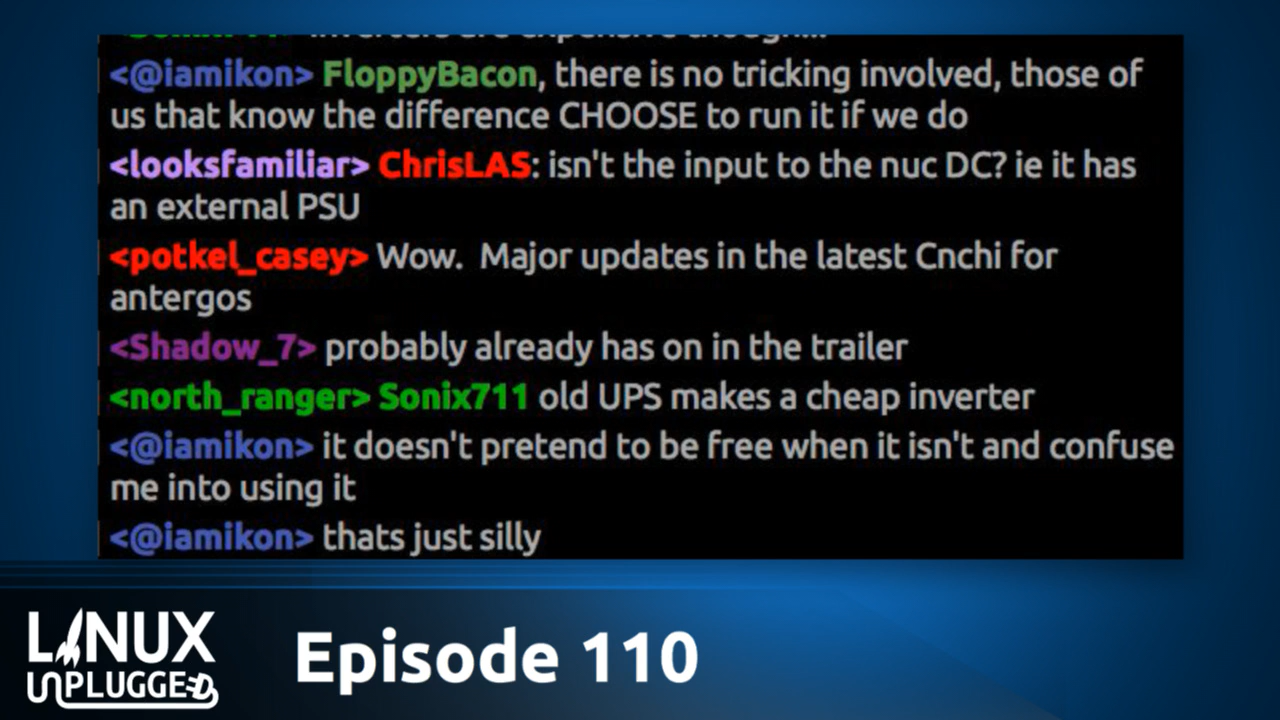 inverters are expensive though...
<@iamikon> FloppyBacon, there is no tricking involved, those of
us that know the difference CHOOSE to run it if we do
<looksfamiliar> ChrisLAS: isn't the input to the nuc DC? ie it has
an external PSU
<potkel_casey> Wow.  Major updates in the latest Cnchi for
antergos
<Shadow_7> probably already has on in the trailer
<north_ranger> Sonix711 old UPS makes a cheap inverter
<@iamikon> it doesn't pretend to be free when it isn't and confuse
me into using it
<@iamikon> thats just silly
LINUX
UNPLUGGED
Episode 110